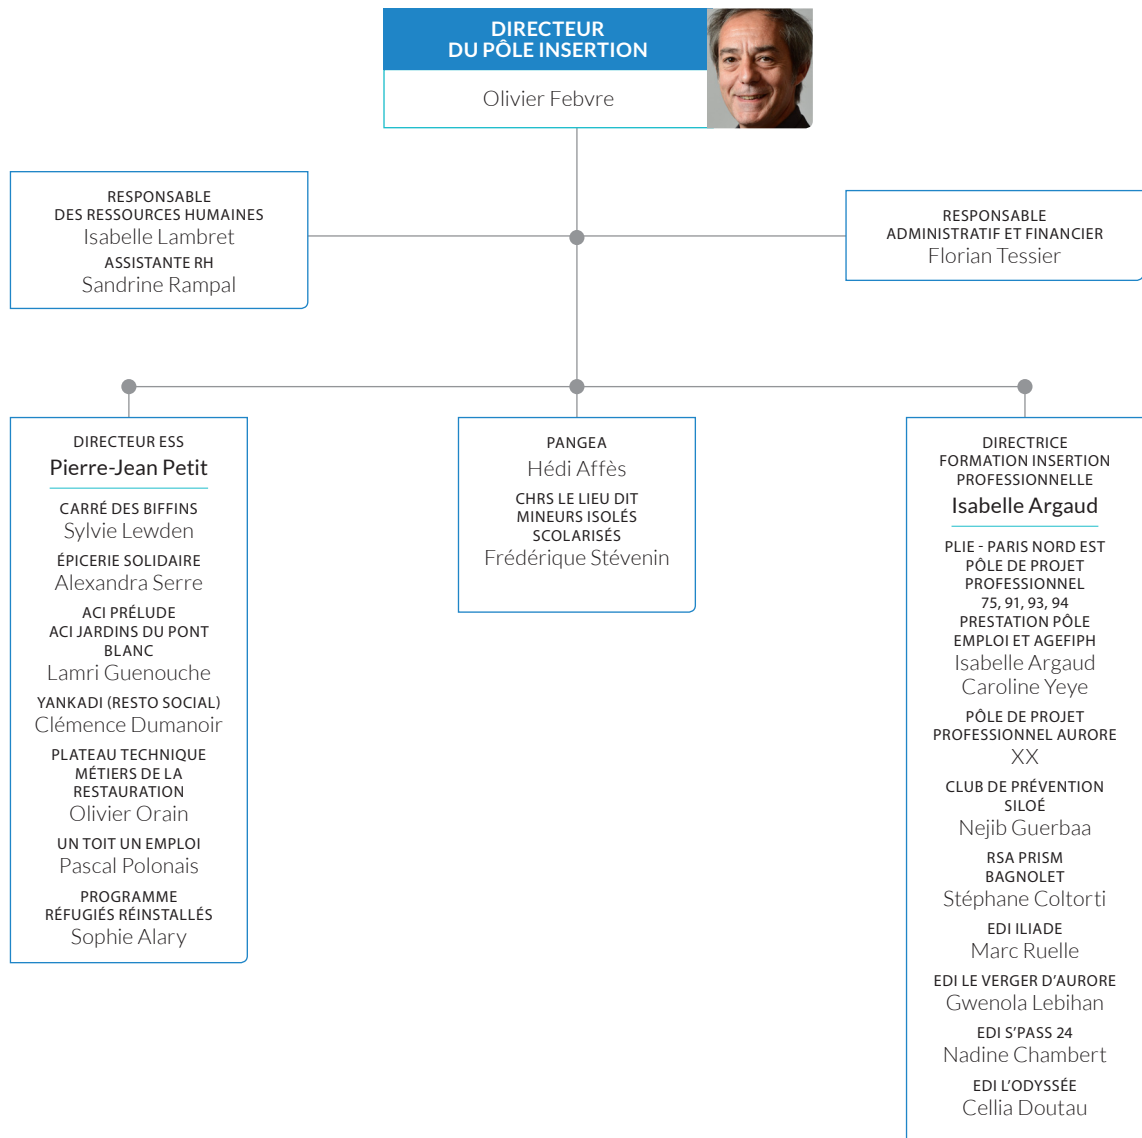 DIRECTEUR
DU PÔLE INSERTION
Olivier Febvre
RESPONSABLE
DES RESSOURCES HUMAINES
Isabelle Lambret
ASSISTANTE RH
Sandrine Rampal
RESPONSABLE
ADMINISTRATIF ET FINANCIER
Florian Tessier
DIRECTEUR ESS
Pierre-Jean Petit
CARRÉ DES BIFFINS
Sylvie Lewden
ÉPICERIE SOLIDAIRE
Alexandra Serre
ACI PRÉLUDE
ACI JARDINS DU PONT
BLANC
Lamri Guenouche
YANKADI (RESTO SOCIAL)
Clémence Dumanoir
PLATEAU TECHNIQUE
MÉTIERS DE LA
RESTAURATION
Olivier Orain
UN TOIT UN EMPLOI
Pascal Polonais
PROGRAMME
RÉFUGIÉS RÉINSTALLÉS
Sophie Alary
PANGEA
Hédi Affès
CHRS LE LIEU DIT
MINEURS ISOLÉS
SCOLARISÉS
Frédérique Stévenin
DIRECTRICE
FORMATION INSERTION
PROFESSIONNELLE
Isabelle Argaud
PLIE - PARIS NORD EST
PÔLE DE PROJET
PROFESSIONNEL
75, 91, 93, 94
PRESTATION PÔLE
EMPLOI ET AGEFIPH
Isabelle Argaud
Caroline Yeye
PÔLE DE PROJET
PROFESSIONNEL AURORE
XX
CLUB DE PRÉVENTION
SILOÉ
Nejib Guerbaa
RSA PRISM
BAGNOLET
Stéphane Coltorti
EDI ILIADE
Marc Ruelle
EDI LE VERGER D'AURORE
Gwenola Lebihan
EDI S'PASS 24
Nadine Chambert
EDI L'ODYSSÉE
Cellia Doutau